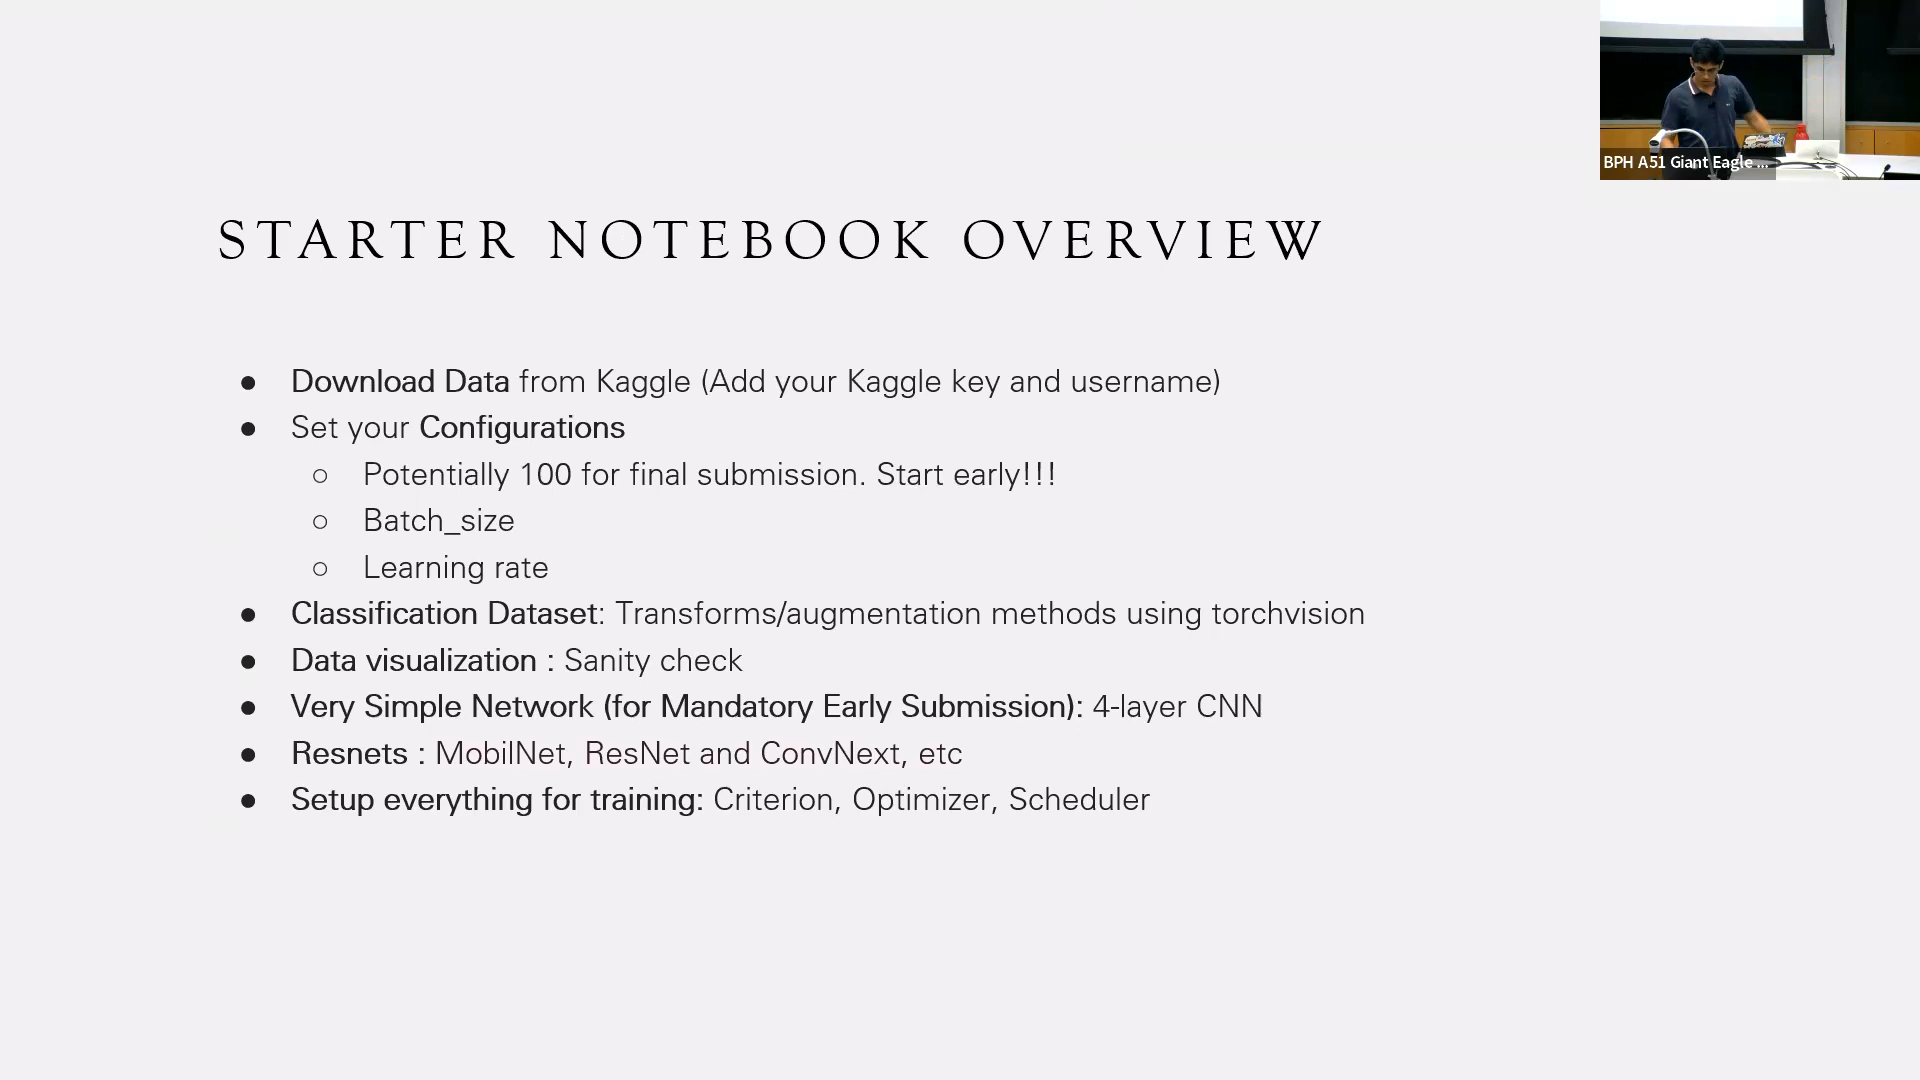 BPH A51 Giant Eagle ...
STARTER NOTEBOOK OVERVIEW
● Download Data from Kaggle (Add your Kaggle key and username)
● Set your Configurations
○ Potentially 100 for final submission. Start early!!!
○ Batch_size
○ Learning rate
● Classification Dataset: Transforms/augmentation methods using torchvision
● Data visualization : Sanity check
● Very Simple Network (for Mandatory Early Submission): 4-layer CNN
● Resnets : MobilNet, ResNet and ConvNext, etc
● Setup everything for training: Criterion, Optimizer, Scheduler